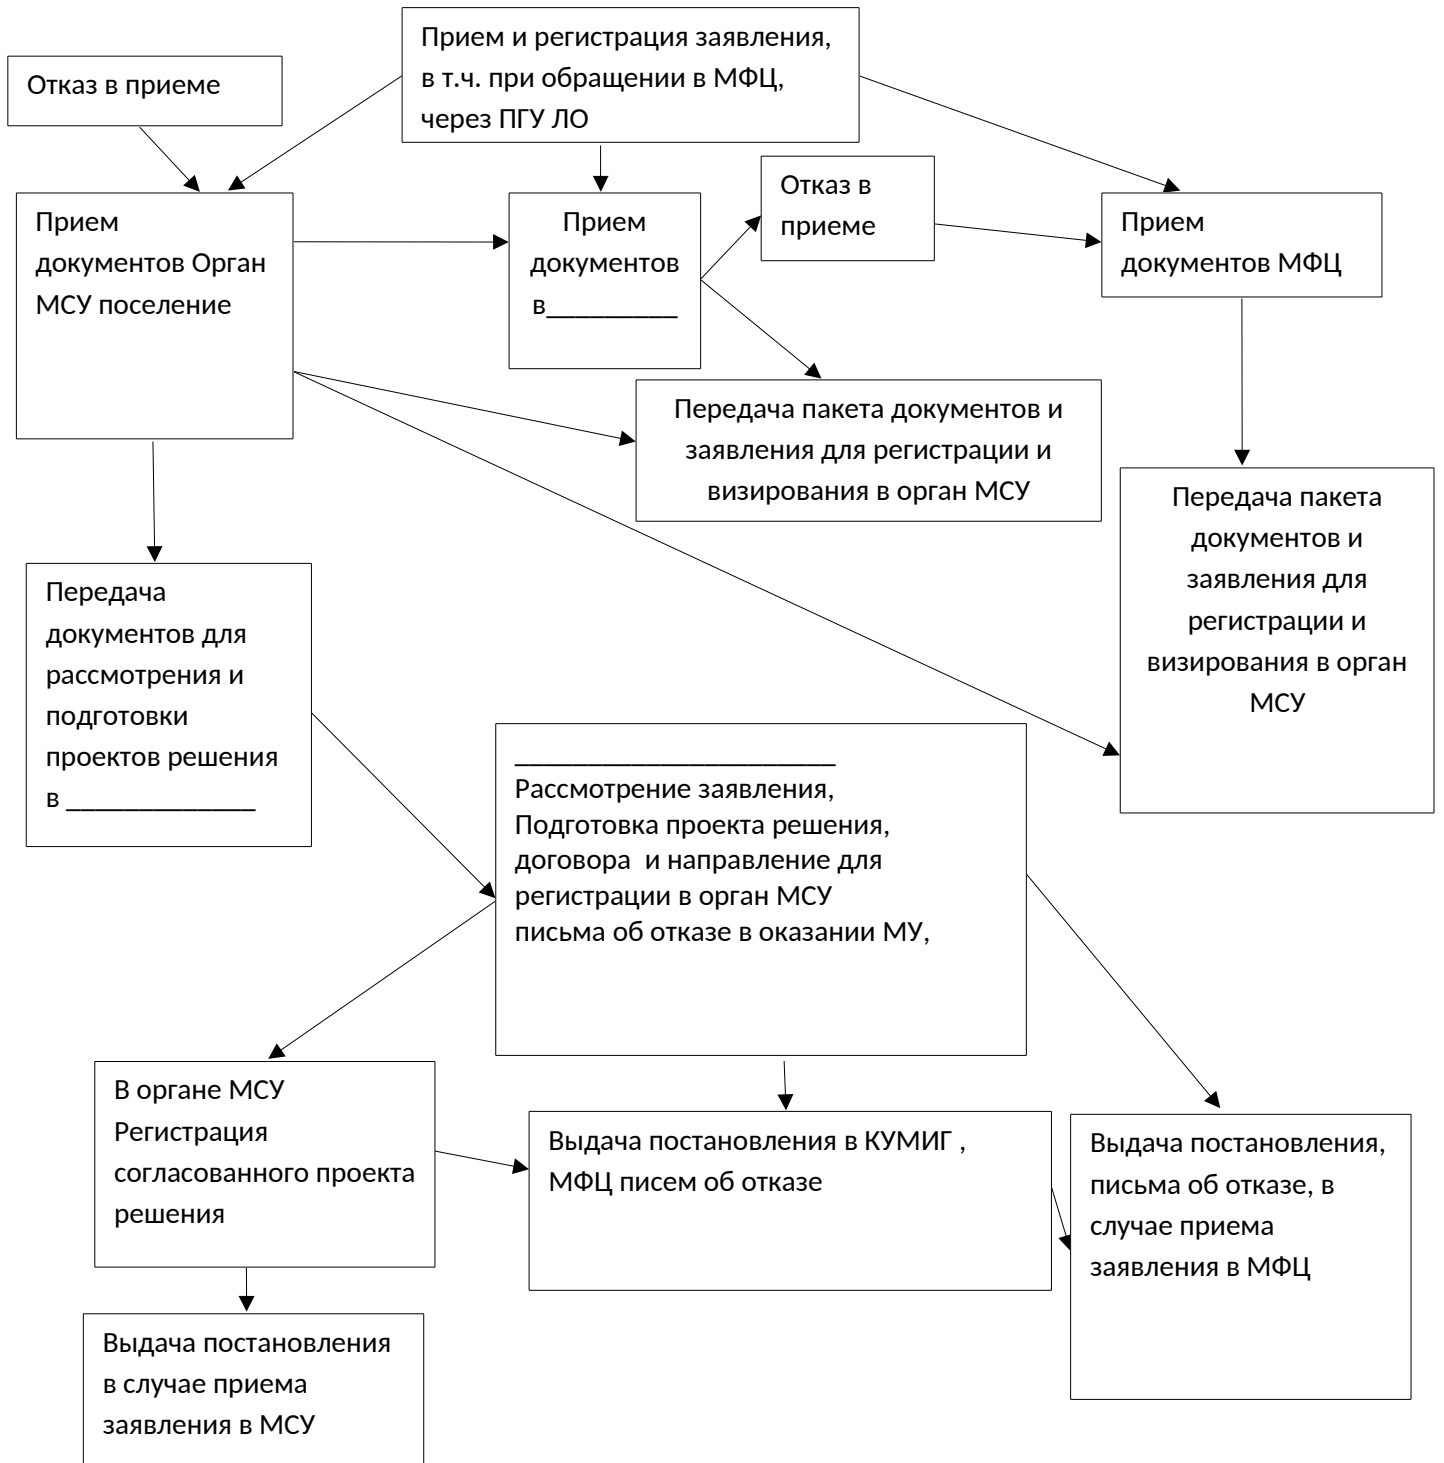 Прием и регистрация заявления,
в т.ч. при обращении в МФЦ,
через ПГУ ЛО
Отказ в приеме
Отказ в
приеме
Прием
документов Орган
МСУ поселение
Прием
документов
в_________
Прием
документов МФЦ
Передача пакета документов и
заявления для регистрации и
визирования в орган МСУ
Передача пакета
документов и
заявления для
регистрации и
визирования в орган
МСУ
Передача
документов для
рассмотрения и
подготовки
проектов решения
в _____________
______________________
Рассмотрение заявления,
Подготовка проекта решения,
договора  и направление для
регистрации в орган МСУ
письма об отказе в оказании МУ,
В органе МСУ
Регистрация
согласованного проекта
решения
Выдача постановления в КУМИГ ,
МФЦ писем об отказе
Выдача постановления,
письма об отказе, в
случае приема
заявления в МФЦ
Выдача постановления
в случае приема
заявления в МСУ